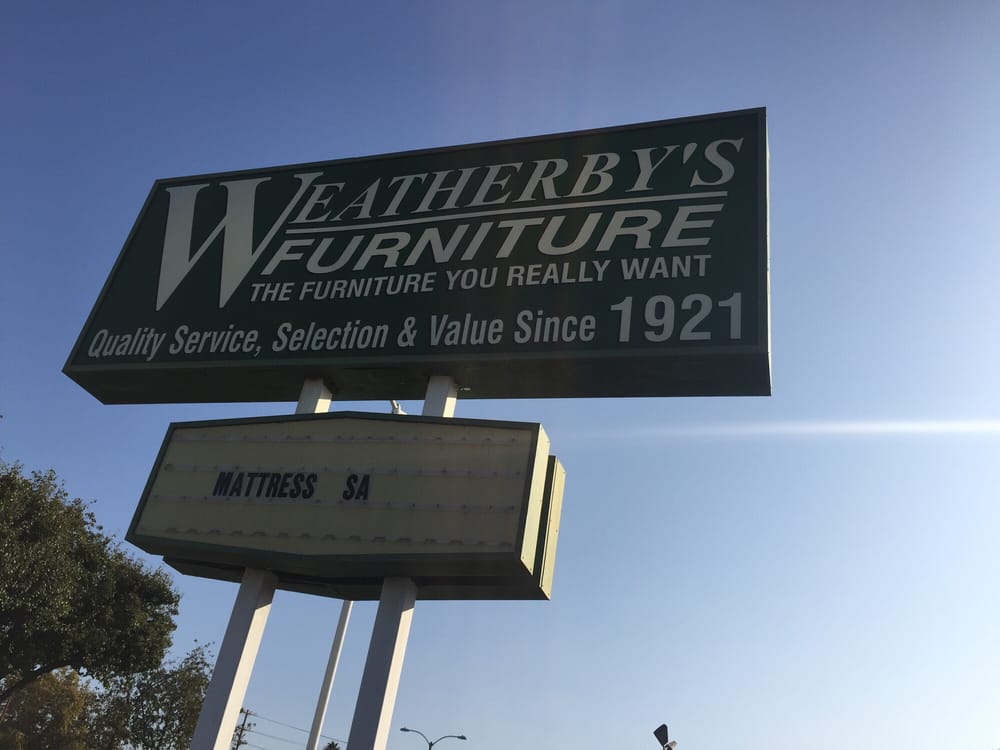 WEATHERBY'S
FURNITURE
THE FURNITURE YOU REALLY WANT
Quality Service, Selection & Value Since 1921
MATTRESS SA